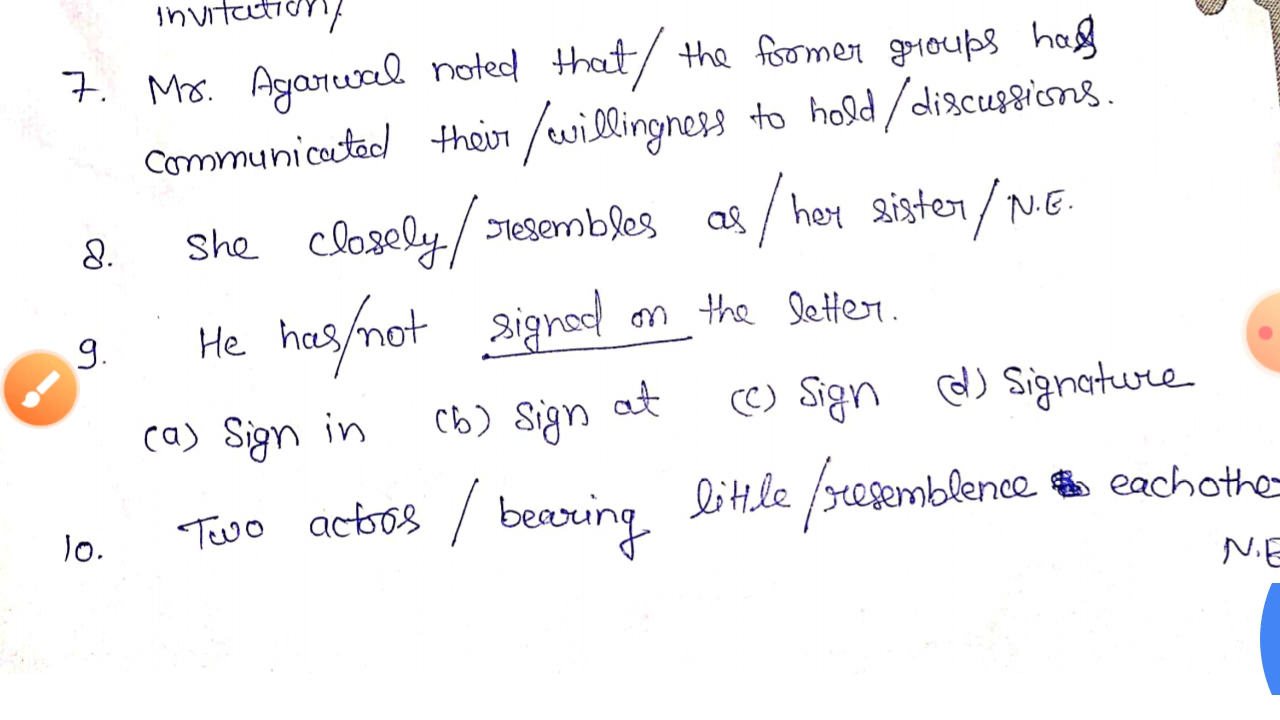 invitation/
7. Mr. Agarwal noted that/ the former groups has
communicated their /willingness to hold /discussions.
8. She closely/ resembles as / her sister / N.E.
9. He has/not signed on the letter.
(a) Sign in (b) Sign at (c) Sign (d) Signature
10. Two actors / bearing little /resemblence eachothe
N.E